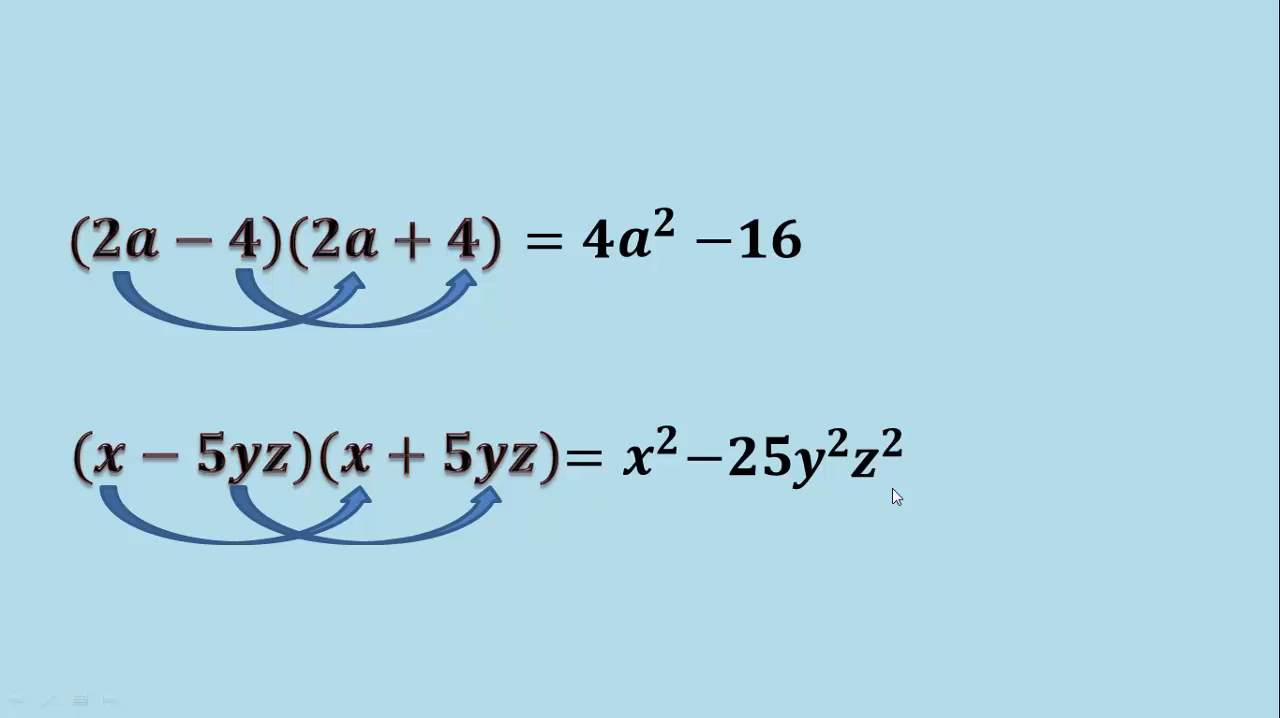 (2a − 4)(2a + 4) = 4a² −16
(x − 5yz)(x + 5yz)= x²−25y²z²